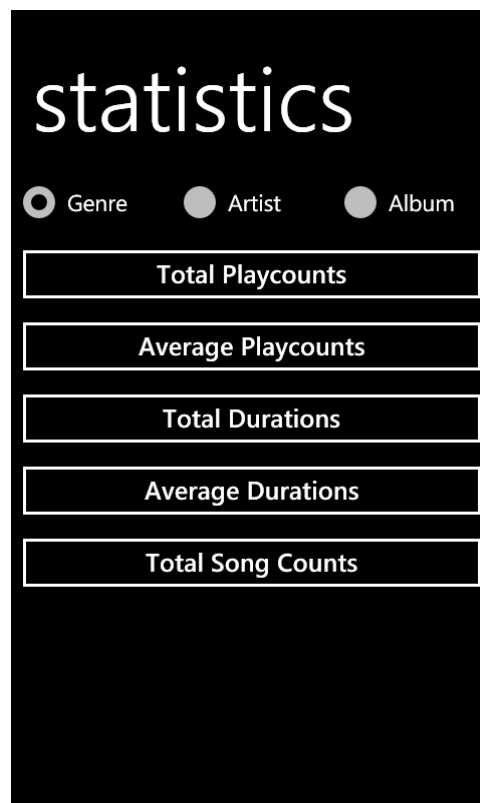 statistics
Genre Artist Album
Total Playcounts
Average Playcounts
Total Durations
Average Durations
Total Song Counts